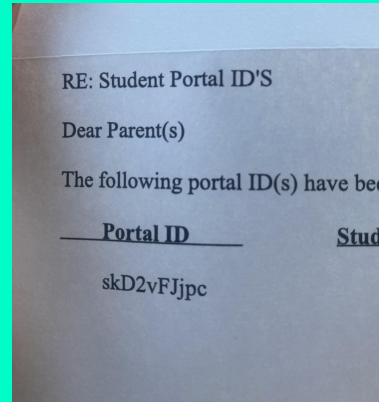 RE: Student Portal ID'S
Dear Parent(s)
The following portal ID(s) have
Portal ID
skD2vFJjpc